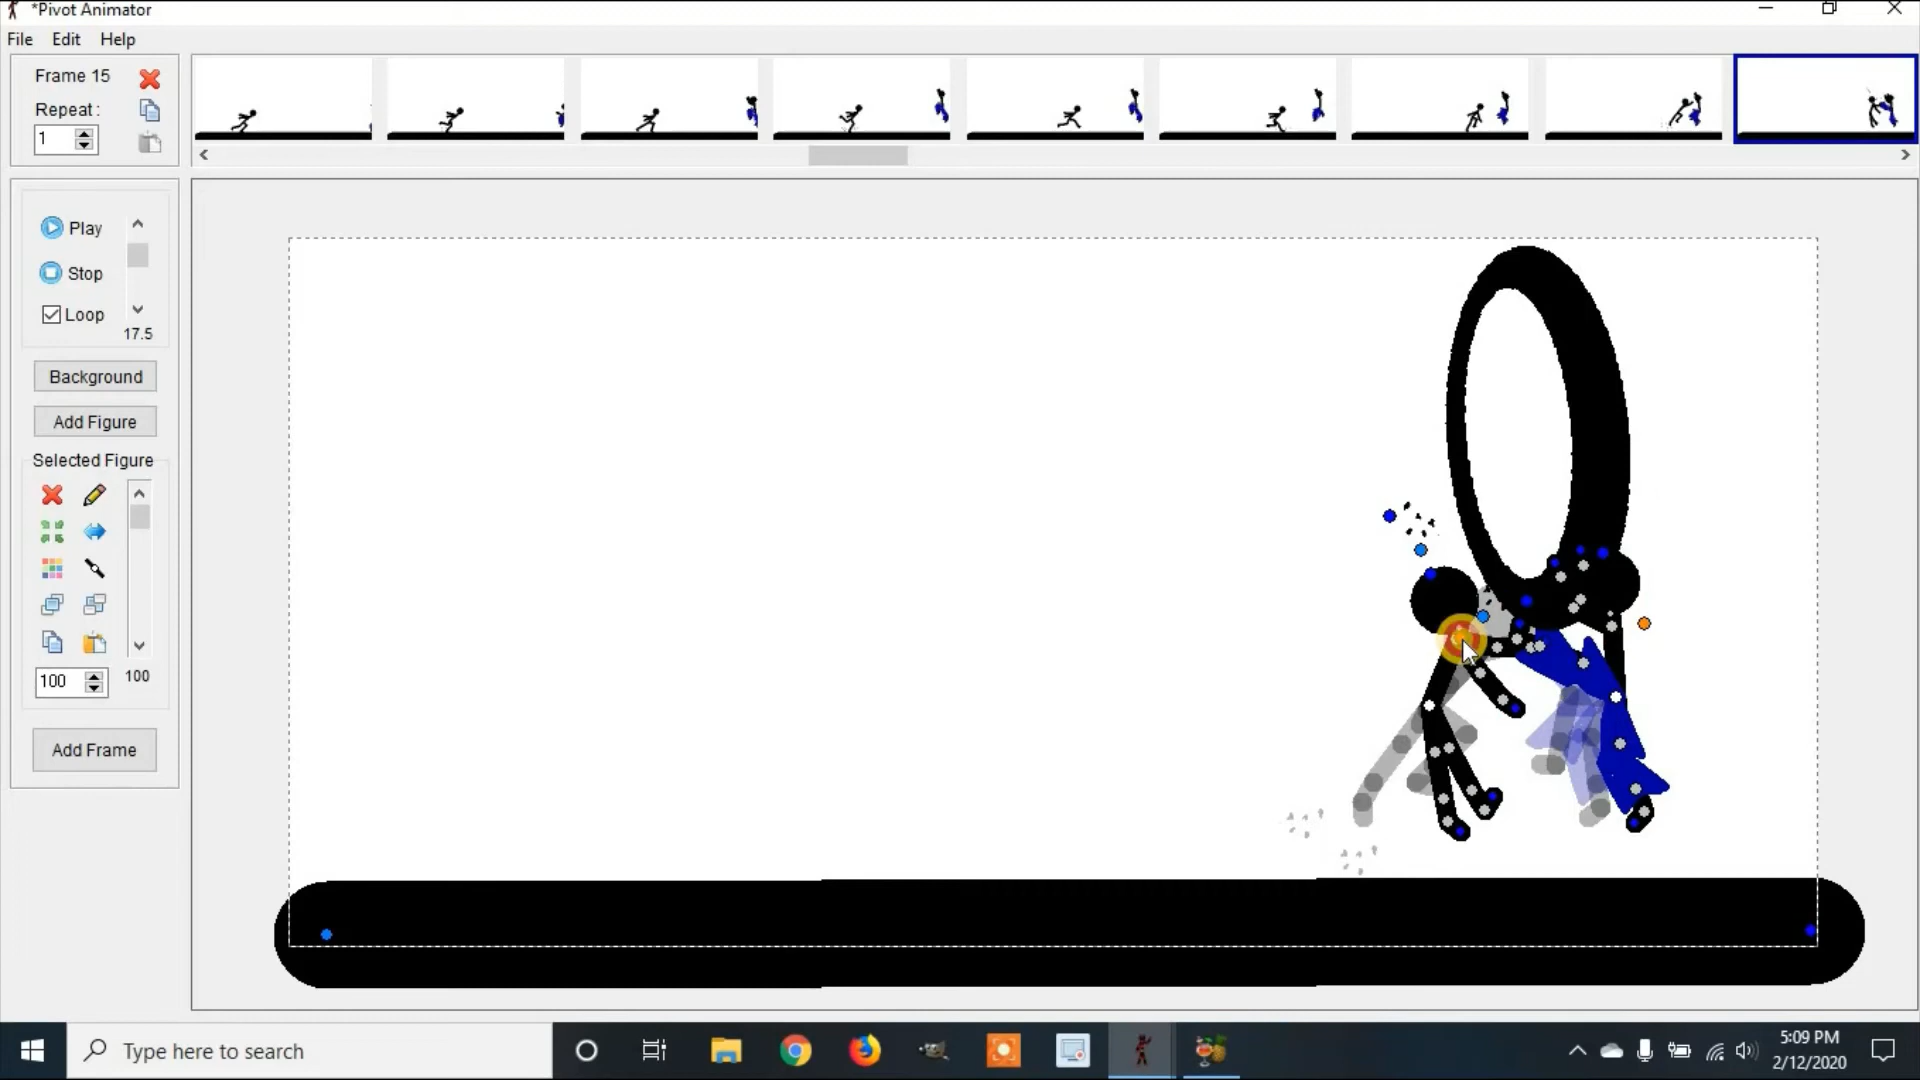 *Pivot Animator
File Edit Help
Frame 15
Repeat :
1
Play
Stop
Loop
17.5
Background
Add Figure
Selected Figure
100
100
Add Frame
Type here to search
5:09 PM
2/12/2020